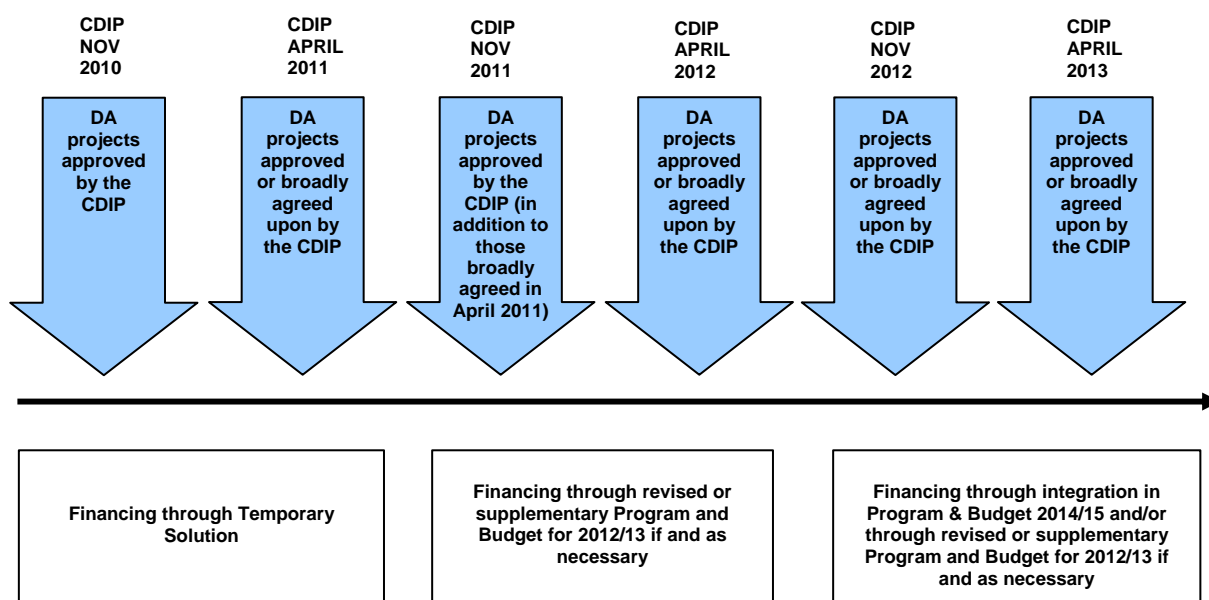 CDIP
NOV
2010
CDIP
APRIL
2011
CDIP
NOV
2011
CDIP
APRIL
2012
CDIP
NOV
2012
CDIP
APRIL
2013
DA
projects
approved
by the
CDIP
DA
projects
approved
or broadly
agreed
upon by
the CDIP
DA
projects
approved
by the
CDIP (in
addition to
those
broadly
agreed in
April 2011)
DA
projects
approved
or broadly
agreed
upon by
the CDIP
DA
projects
approved
or broadly
agreed
upon by
the CDIP
DA
projects
approved
or broadly
agreed
upon by
the CDIP
Financing through Temporary
Solution
Financing through revised or
supplementary Program and
Budget for 2012/13 if and as
necessary
Financing through integration in
Program & Budget 2014/15 and/or
through revised or supplementary
Program and Budget for 2012/13 if
and as necessary